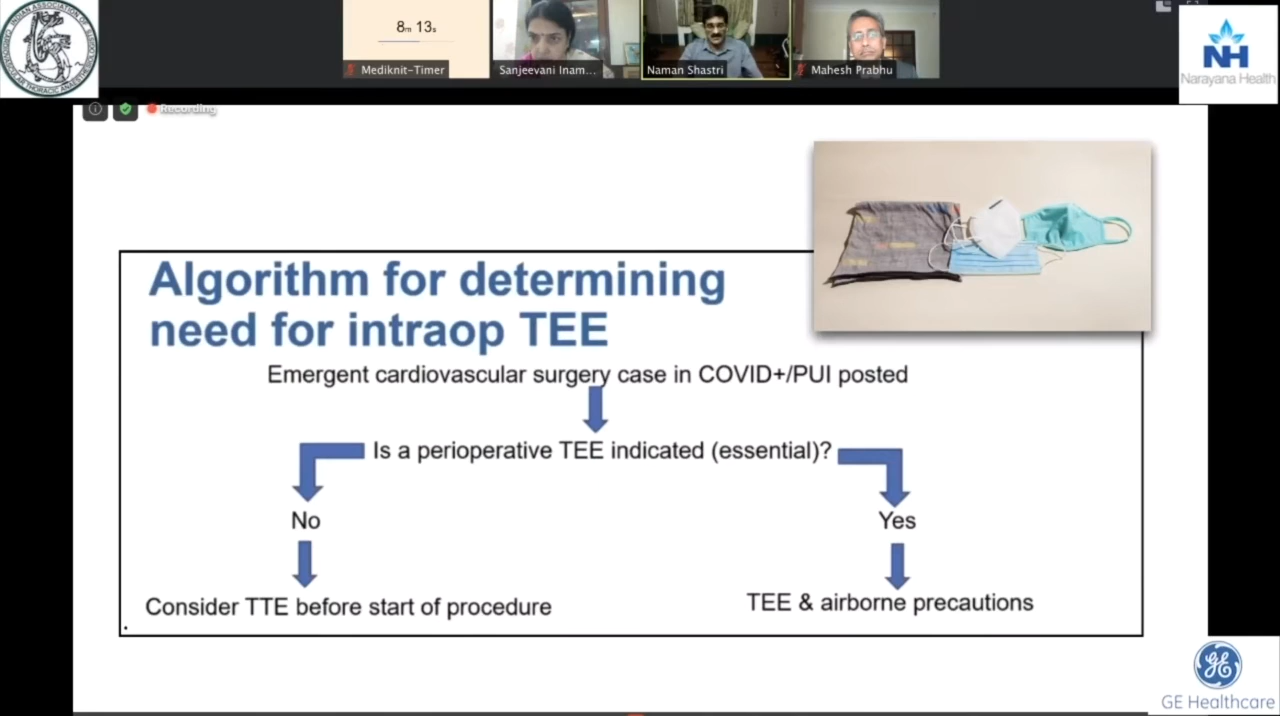 8m 13s
Mediknit-Timer
Sanjeevani Inam...
Naman Shastri
Mahesh Prabhu
NH
Narayana Health
Recording
Algorithm for determining
need for intraop TEE
Emergent cardiovascular surgery case in COVID+/PUI posted
Is a perioperative TEE indicated (essential)?
No
Yes
Consider TTE before start of procedure
TEE & airborne precautions
GE Healthcare